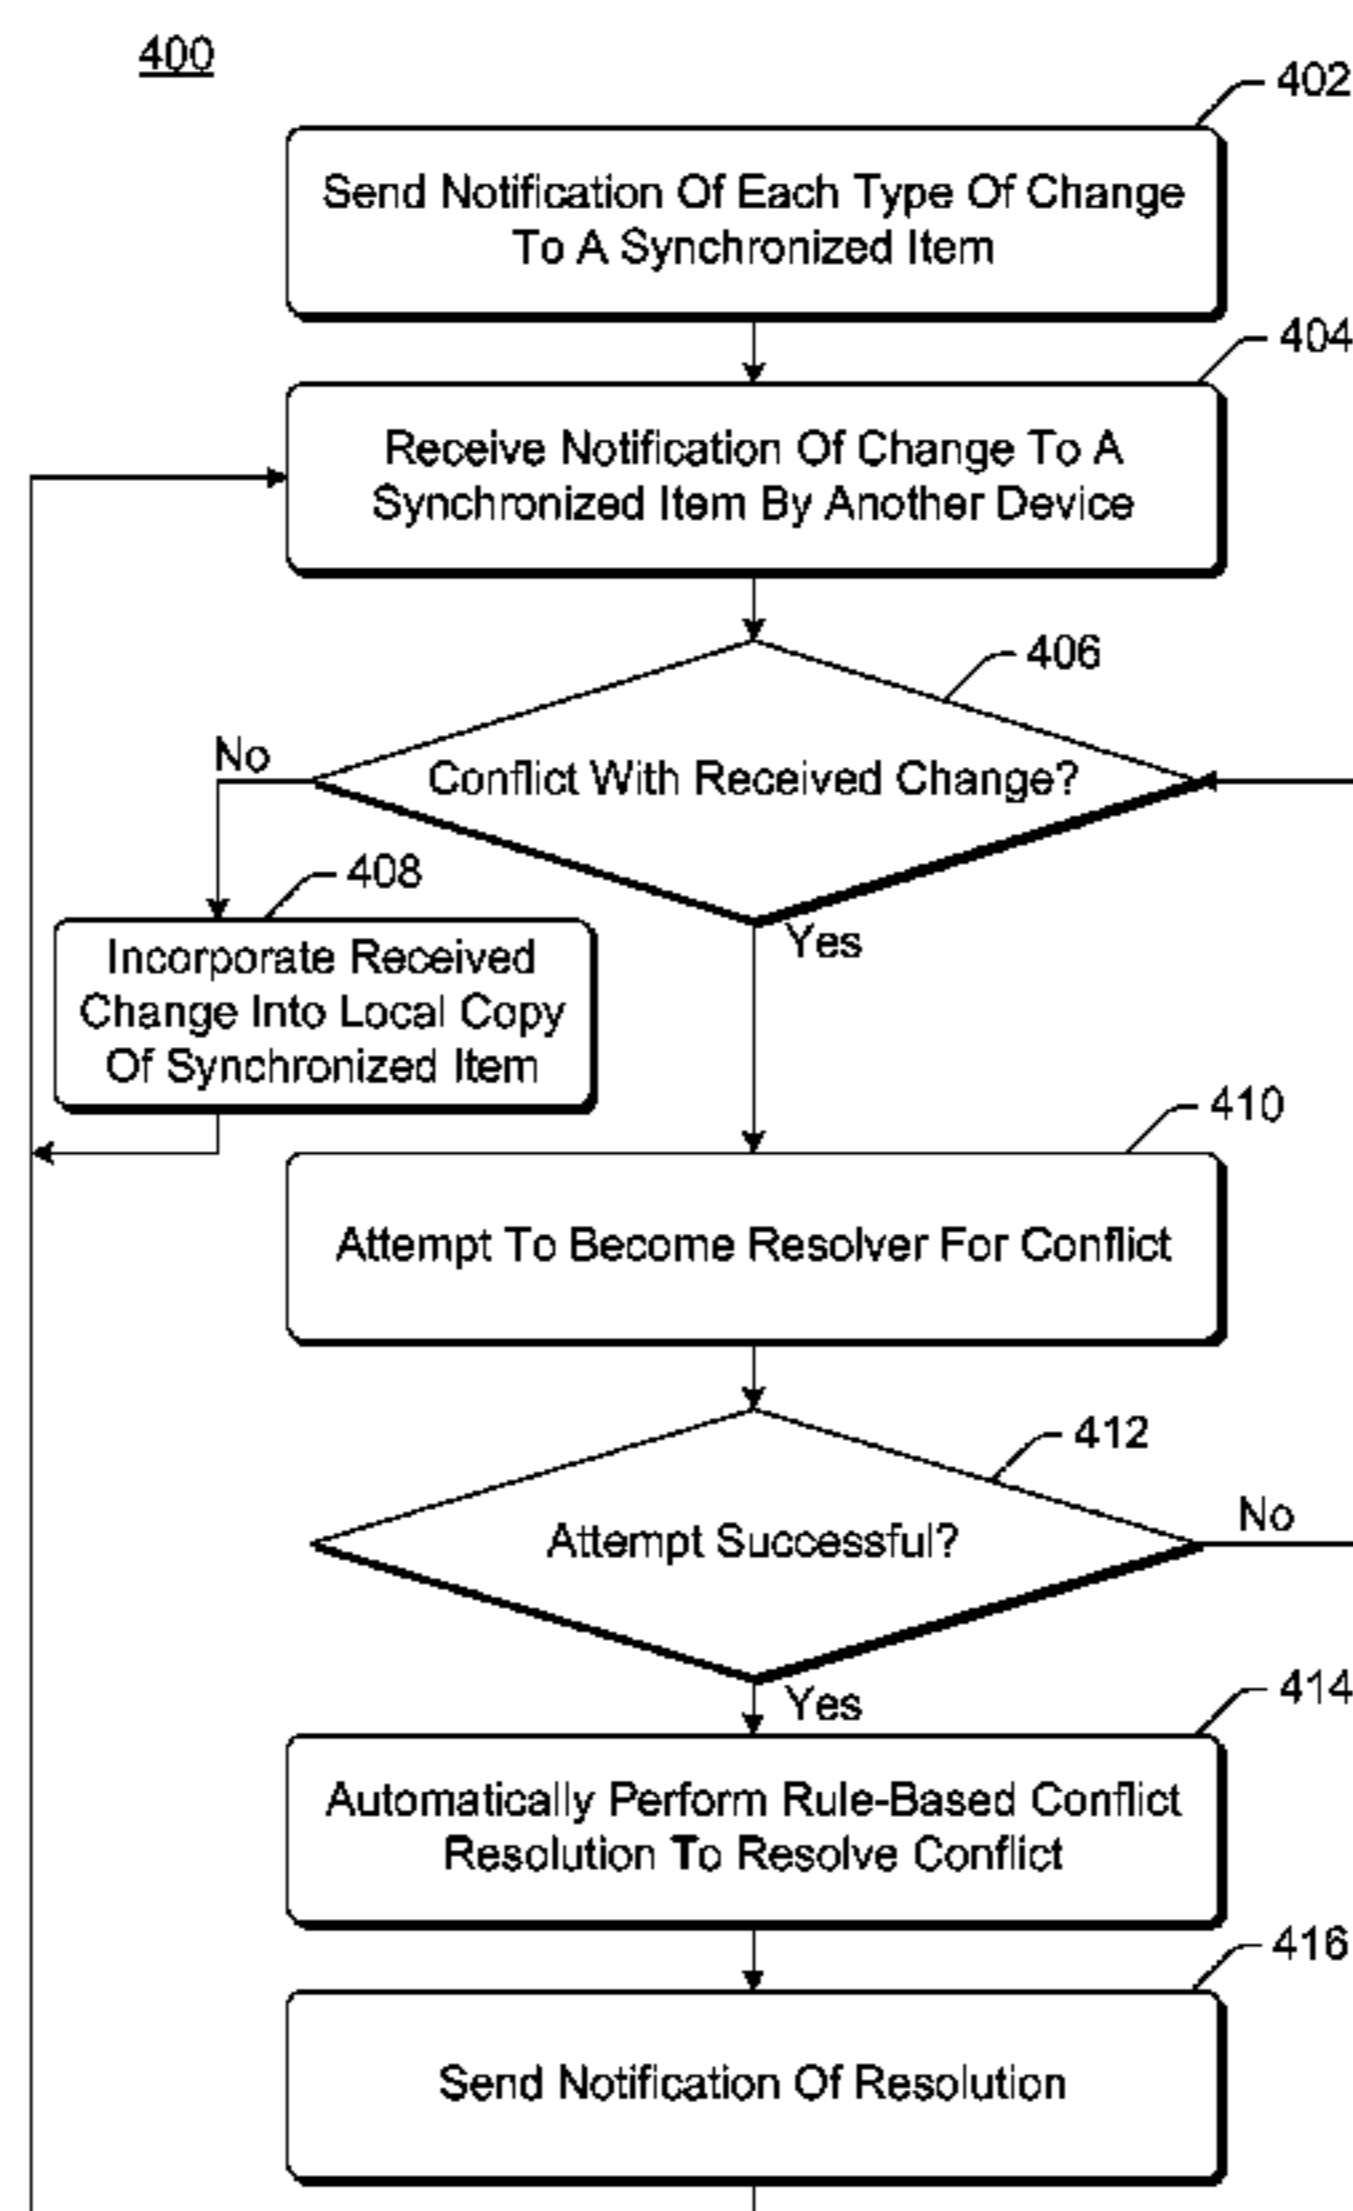 400
402
Send Notification Of Each Type Of Change
To A Synchronized Item
404
Receive Notification Of Change To A
Synchronized Item By Another Device
406
No
Conflict With Received Change?
408
Yes
Incorporate Received
Change Into Local Copy
Of Synchronized Item
410
Attempt To Become Resolver For Conflict
412
No
Attempt Successful?
Yes
414
Automatically Perform Rule-Based Conflict
Resolution To Resolve Conflict
416
Send Notification Of Resolution